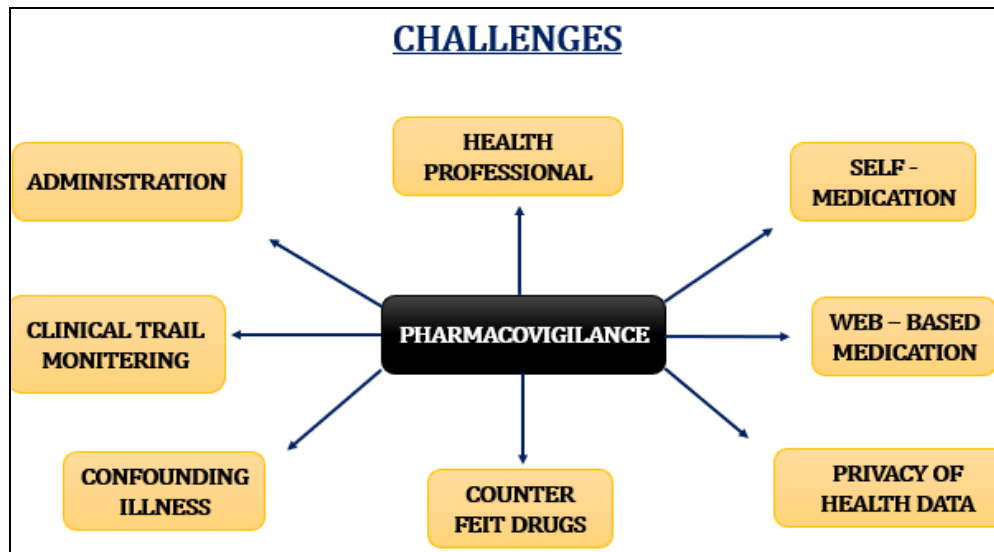 CHALLENGES
HEALTH
PROFESSIONAL
ADMINISTRATION
SELF -
MEDICATION
CLINICAL TRAIL
MONITERING
PHARMACOVIGILANCE
WEB – BASED
MEDICATION
CONFOUNDING
ILLNESS
COUNTER
FEIT DRUGS
PRIVACY OF
HEALTH DATA